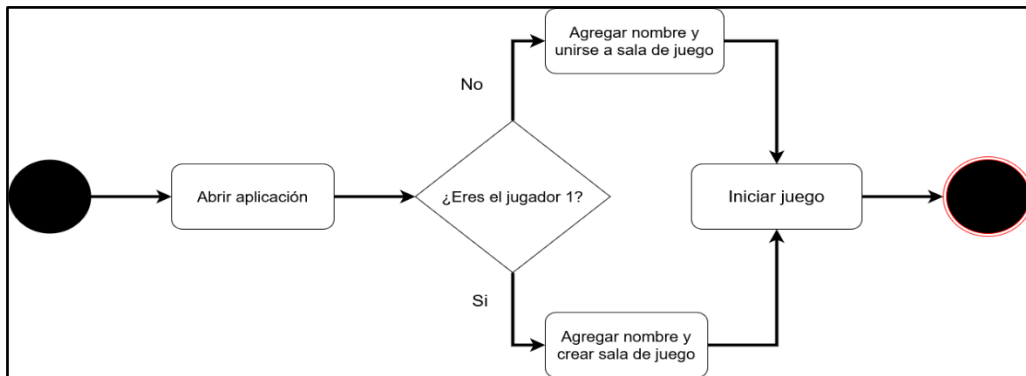 Agregar nombre y
unirse a sala de juego
No
Abrir aplicación
¿Eres el jugador 1?
Iniciar juego
Si
Agregar nombre y
crear sala de juego